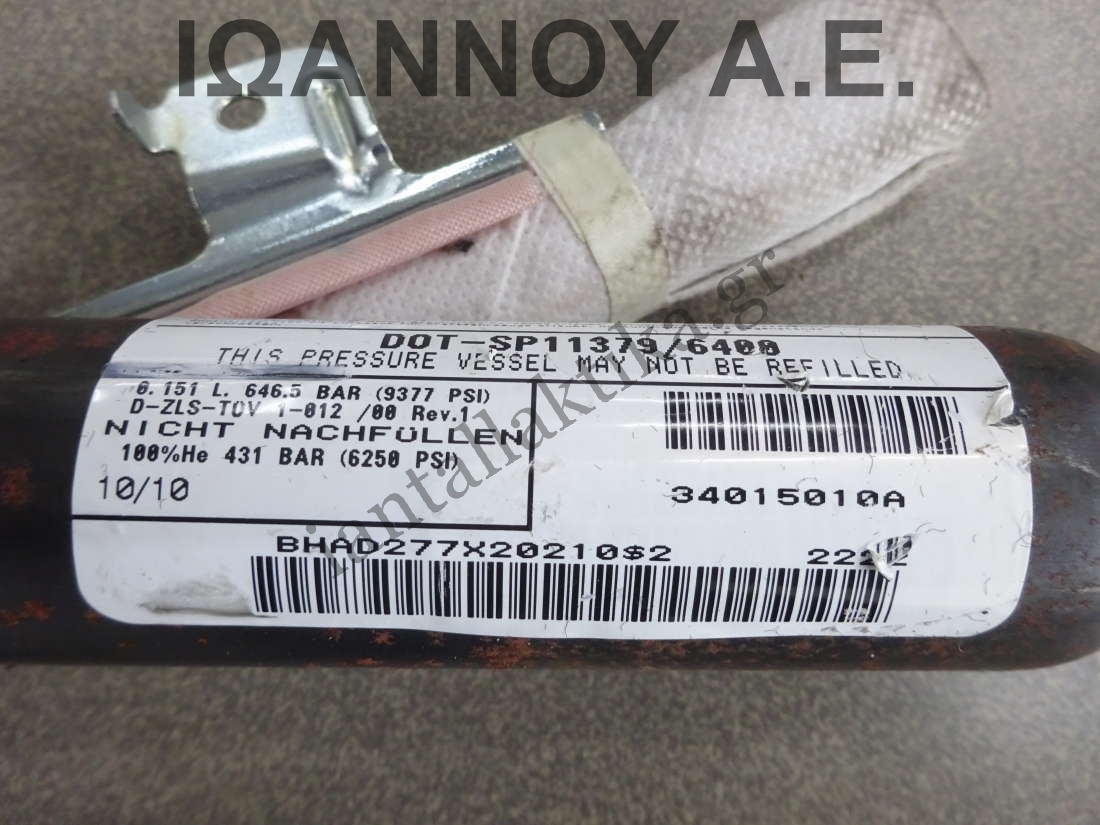 ΙΩΑΝΝΟΥ Α.Ε.
DOT-SP11379/6400
THIS PRESSURE VESSEL MAY NOT BE REFILLED
0.151 L. 646.5 BAR (9377 PSI)
D-ZLS-TÜV 1-012 /00 Rev.1
NICHT NACHFÜLLEN
100%He 431 BAR (6250 PSI)
10/10
34015010A
BHAD277X20210$2 2222
iantallaktika.gr